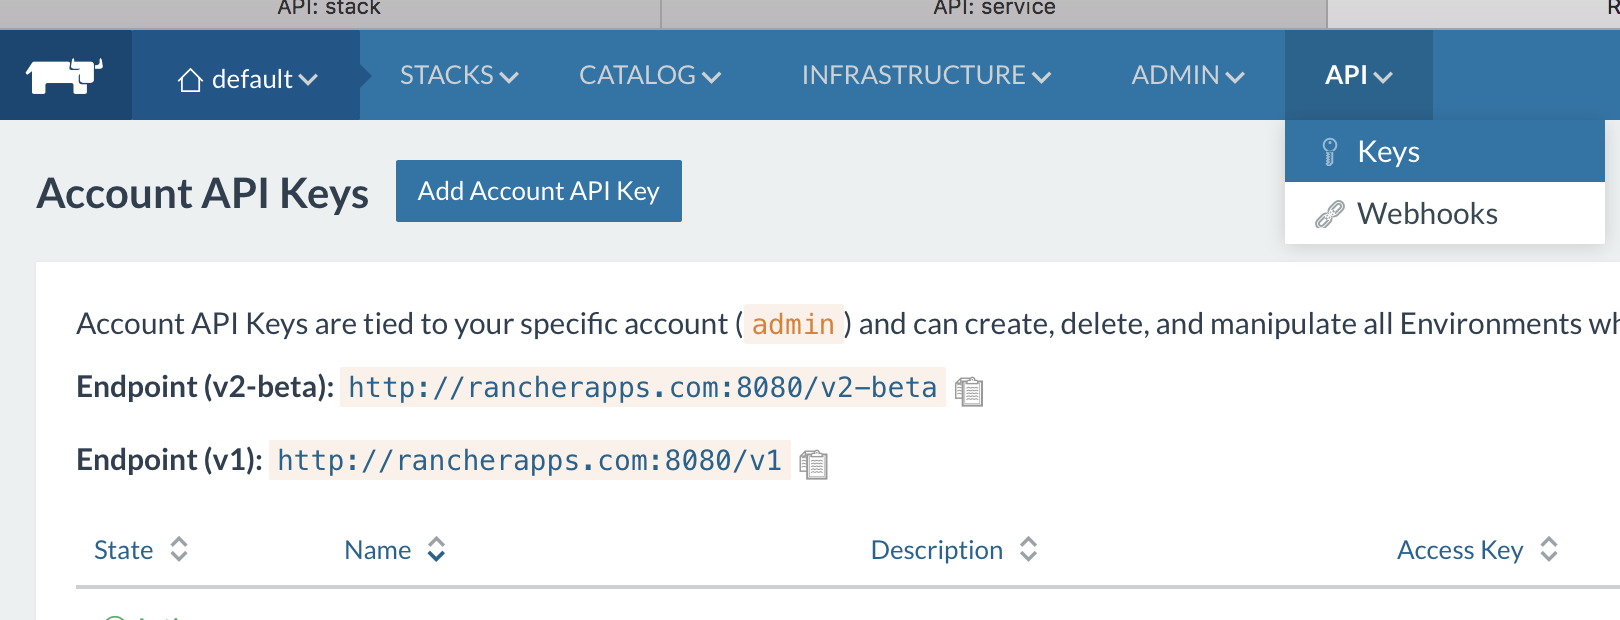 API: stack API: service R
default STACKS CATALOG INFRASTRUCTURE ADMIN API
Keys
Webhooks
Account API Keys Add Account API Key
Account API Keys are tied to your specific account ( admin ) and can create, delete, and manipulate all Environments wh
Endpoint (v2-beta): http://rancherapps.com:8080/v2-beta
Endpoint (v1): http://rancherapps.com:8080/v1
State Name Description Access Key